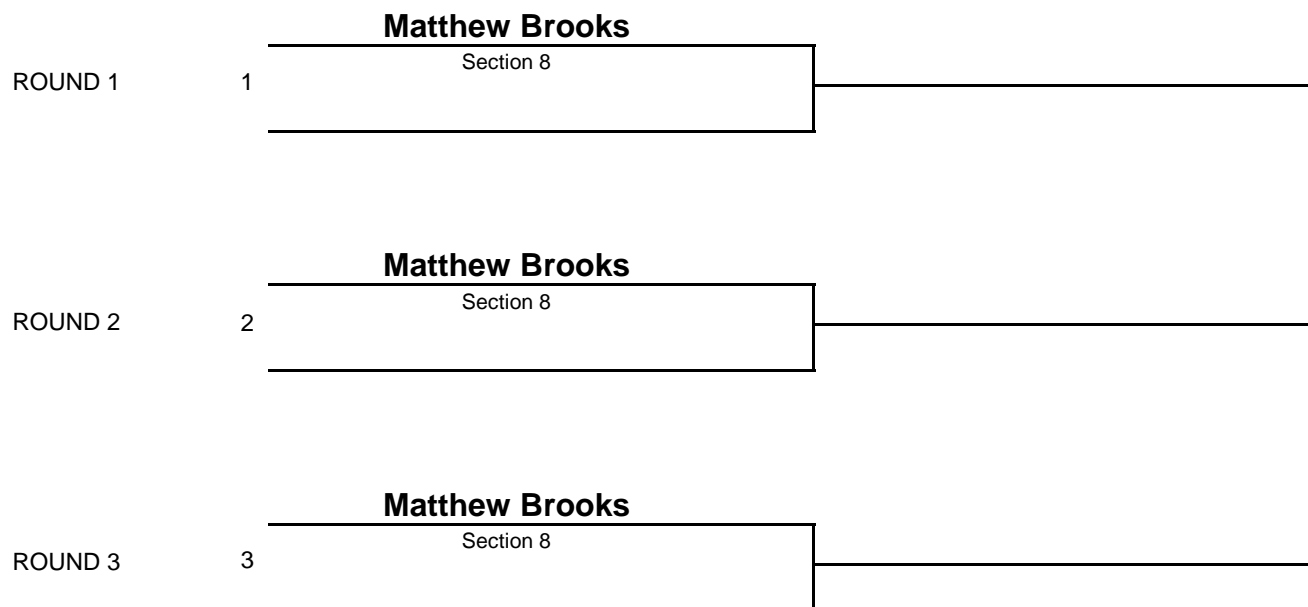 Matthew Brooks
Section 8
ROUND 1 1
Matthew Brooks
Section 8
ROUND 2 2
Matthew Brooks
Section 8
ROUND 3 3